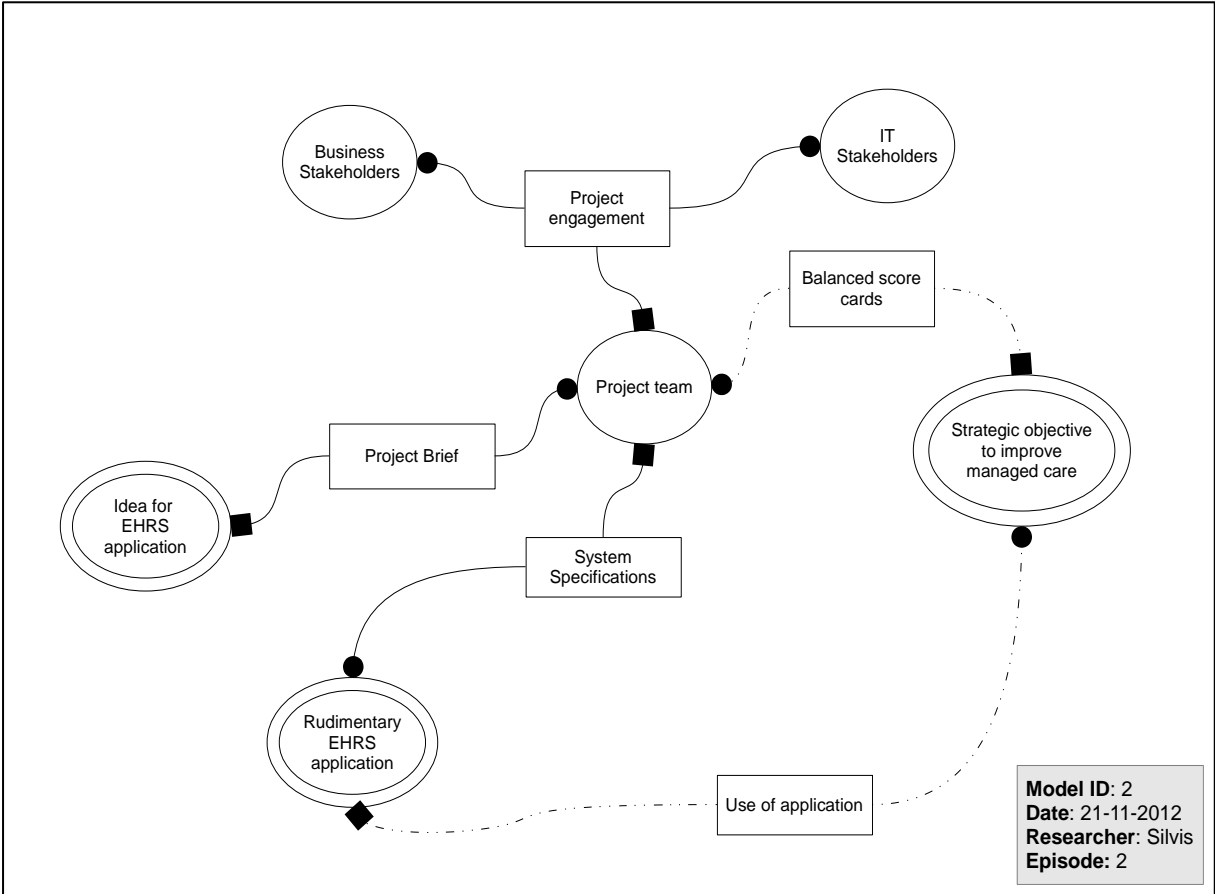 Business
Stakeholders
IT
Stakeholders
Project
engagement
Balanced score
cards
Project team
Strategic objective
to improve
managed care
Project Brief
Idea for
EHRS
application
System
Specifications
Rudimentary
EHRS
application
Use of application
Model ID: 2
Date: 21-11-2012
Researcher: Silvis
Episode: 2